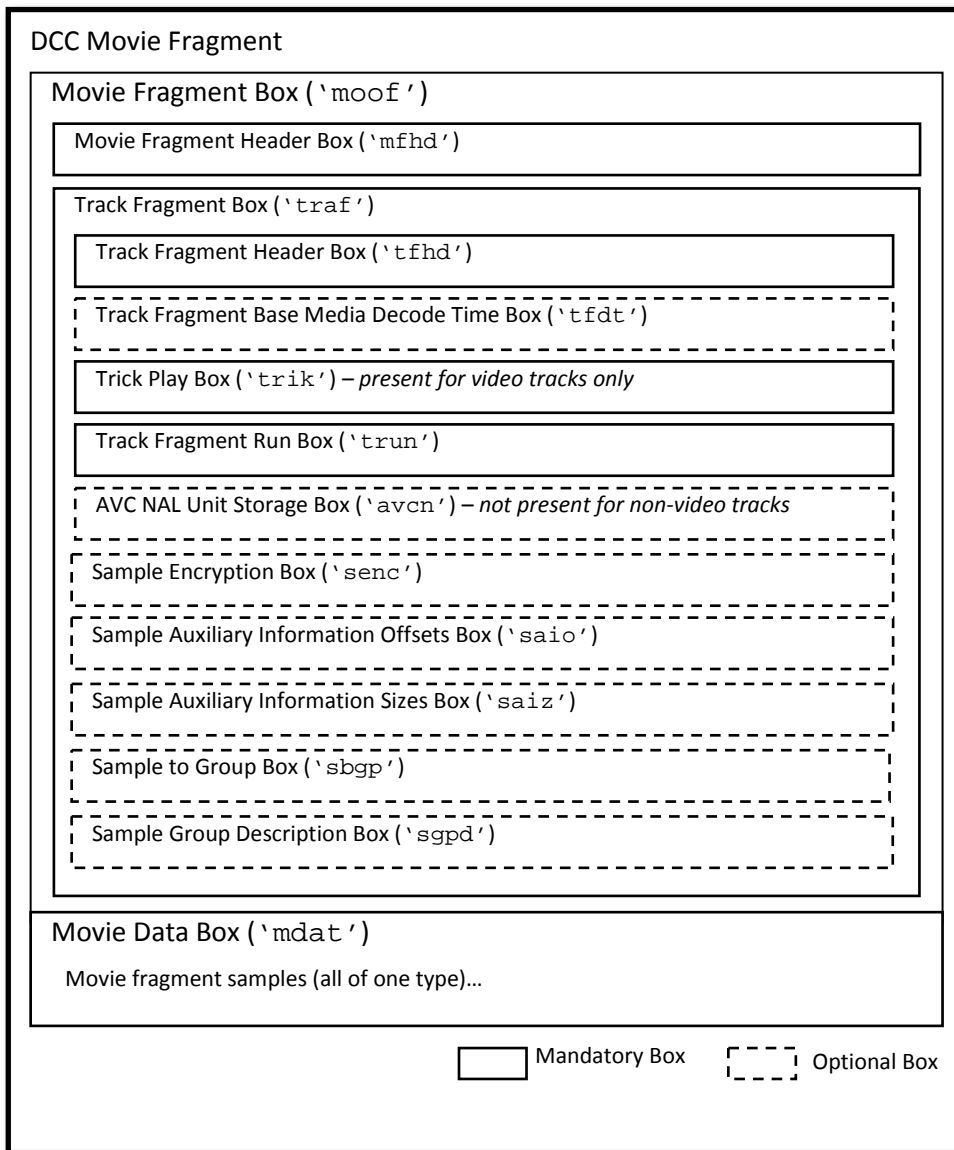 DCC Movie Fragment
Movie Fragment Box (‘moof’)
Movie Fragment Header Box (‘mfhd’)
Track Fragment Box (‘traf’)
Track Fragment Header Box (‘tfhd’)
Track Fragment Base Media Decode Time Box (‘tfdt’)
Trick Play Box (‘trik’) – present for video tracks only
Track Fragment Run Box (‘trun’)
AVC NAL Unit Storage Box (‘avcn’) – not present for non-video tracks
Sample Encryption Box (‘senc’)
Sample Auxiliary Information Offsets Box (‘saio’)
Sample Auxiliary Information Sizes Box (‘saiz’)
Sample to Group Box (‘sbgp’)
Sample Group Description Box (‘sgpd’)
Movie Data Box (‘mdat’)
Movie fragment samples (all of one type)…
Mandatory Box
Optional Box